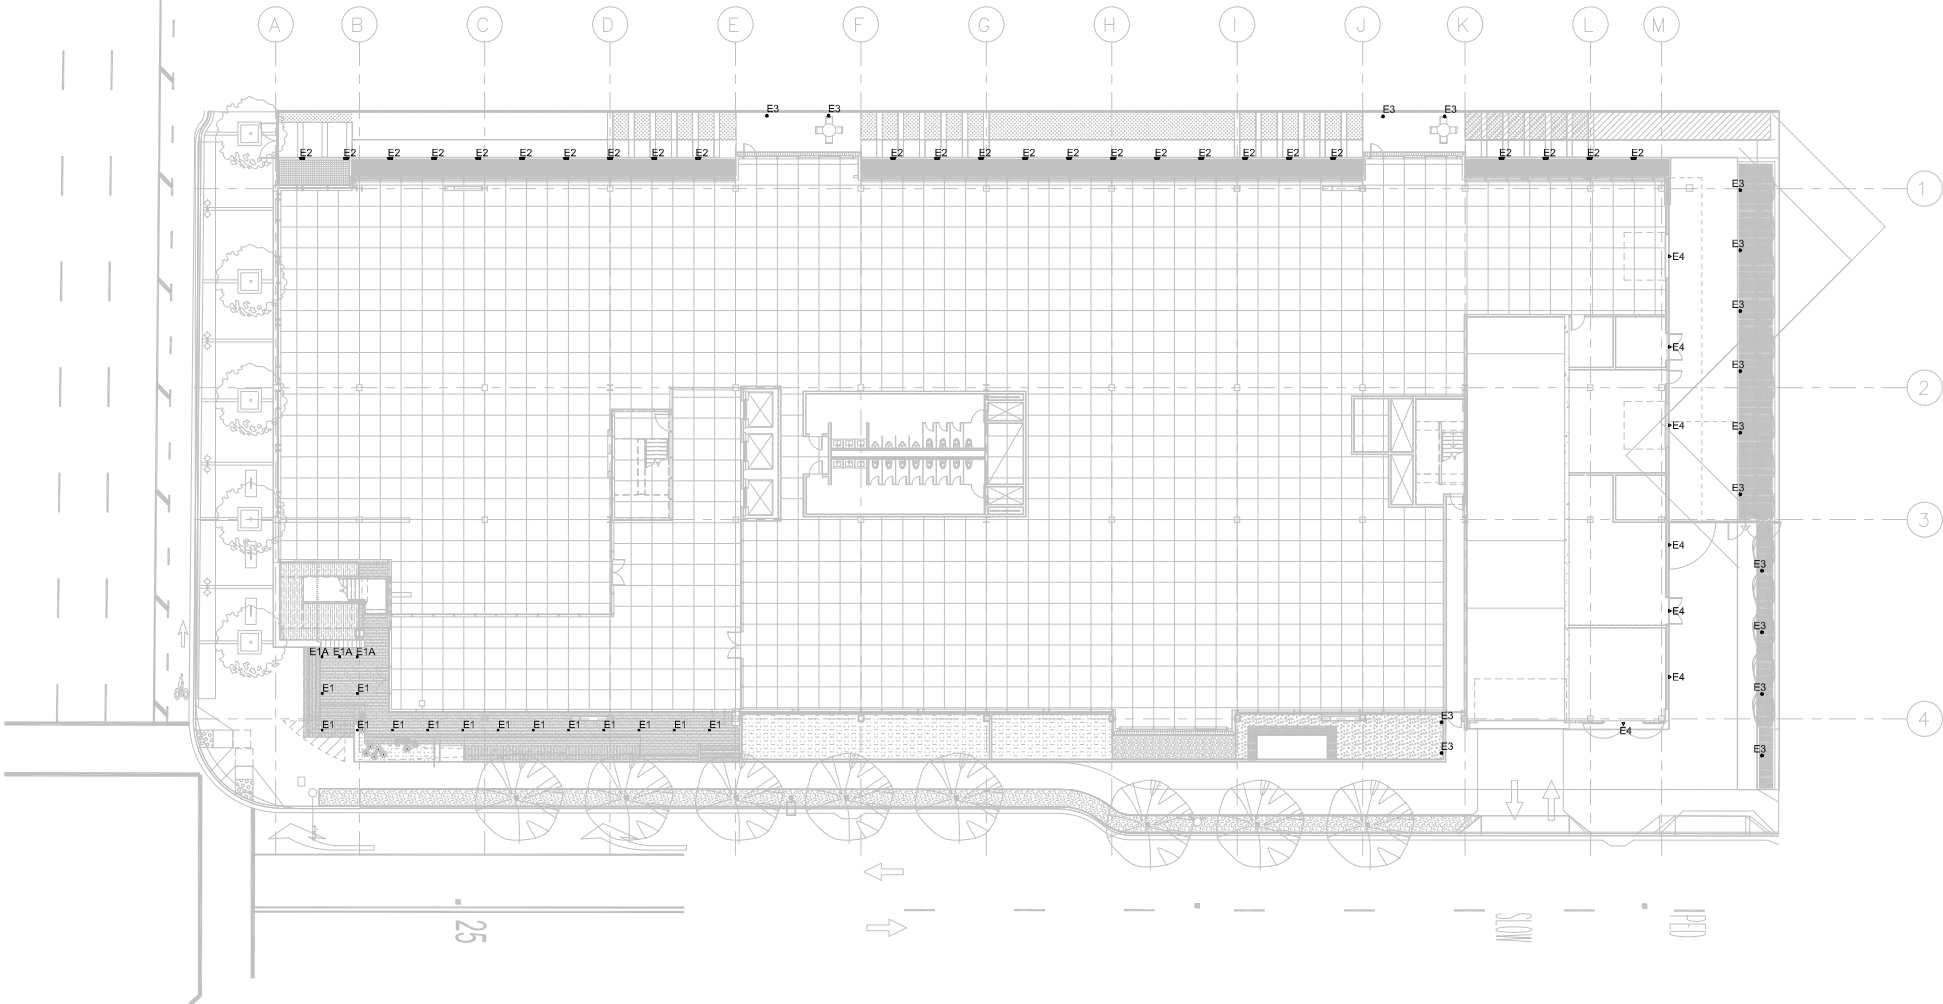 A B C D E F G H I J K L M
E3 E3 E3 E3
E2 E2 E2 E2 E2 E2 E2 E2 E2 E2 E2 E2 E2 E2 E2 E2 E2 E2 E2 E2 E2 E2 E2 E2 E2
E3 1
E3
E4
E3
E4
E3
2
E4 E3
E3
3
E4
E3
E4
E3
E1A E1A E1A
E4
E1 E1 E3
E3 4
E1 E1 E1 E1 E1 E1 E1 E1 E1 E1 E1 E1
E4
E3
E3
25 SLOW PED